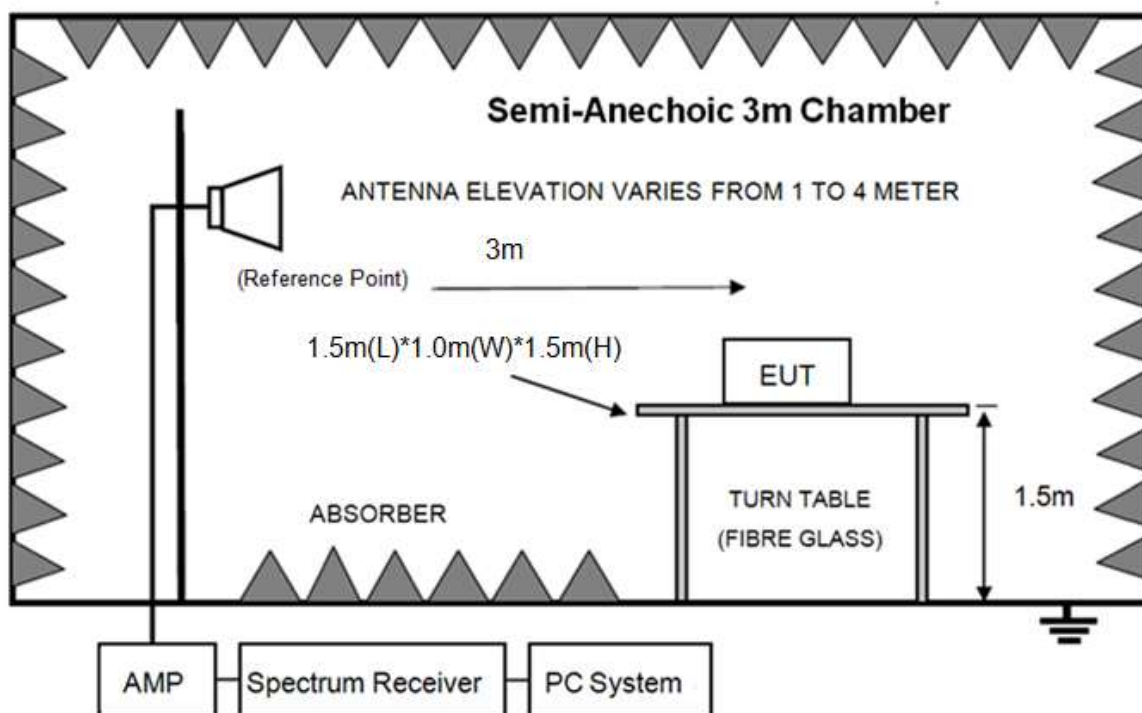 Semi-Anechoic 3m Chamber
ANTENNA ELEVATION VARIES FROM 1 TO 4 METER
3m
(Reference Point)
1.5m(L)*1.0m(W)*1.5m(H)
EUT
1.5m
TURN TABLE
(FIBRE GLASS)
ABSORBER
AMP
Spectrum Receiver
PC System